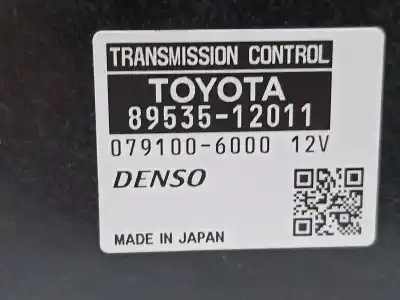 TRANSMISSION CONTROL
TOYOTA
89535-12011
079100-6000 12V
DENSO
MADE IN JAPAN